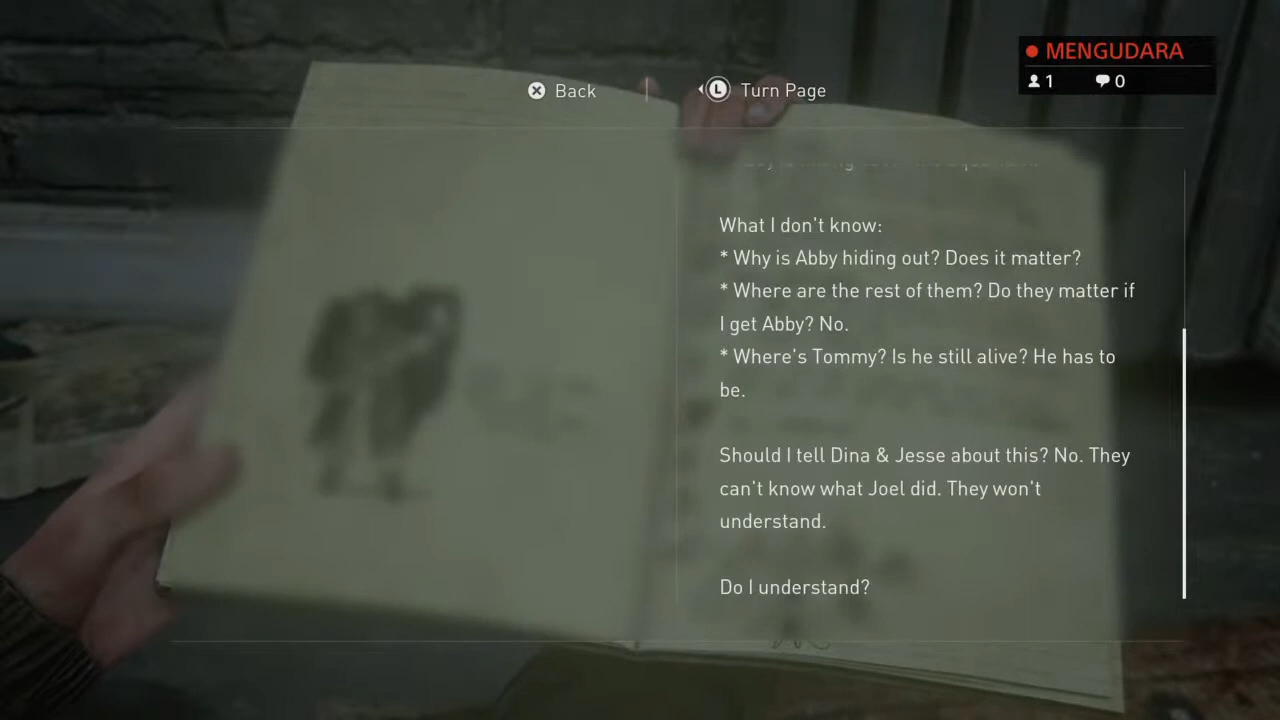 MENGUDARA
1 0
Back
L Turn Page
What I don't know:
* Why is Abby hiding out? Does it matter?
* Where are the rest of them? Do they matter if
I get Abby? No.
* Where's Tommy? Is he still alive? He has to
be.
Should I tell Dina & Jesse about this? No. They
can't know what Joel did. They won't
understand.
Do I understand?